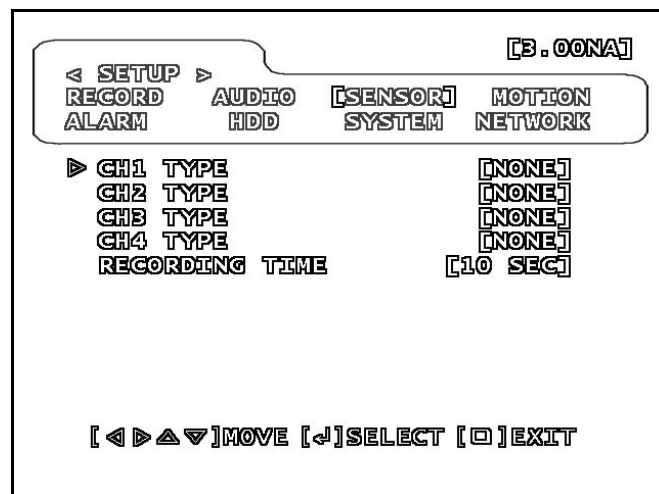 [3.00NA]
< SETUP >
RECORD AUDIO [SENSOR] MOTION
ALARM HDD SYSTEM NETWORK
▷ CH1 TYPE [NONE]
CH2 TYPE [NONE]
CH3 TYPE [NONE]
CH4 TYPE [NONE]
RECORDING TIME [10 SEC]
[◁ ▷ △ ▽]MOVE [↲]SELECT [□]EXIT